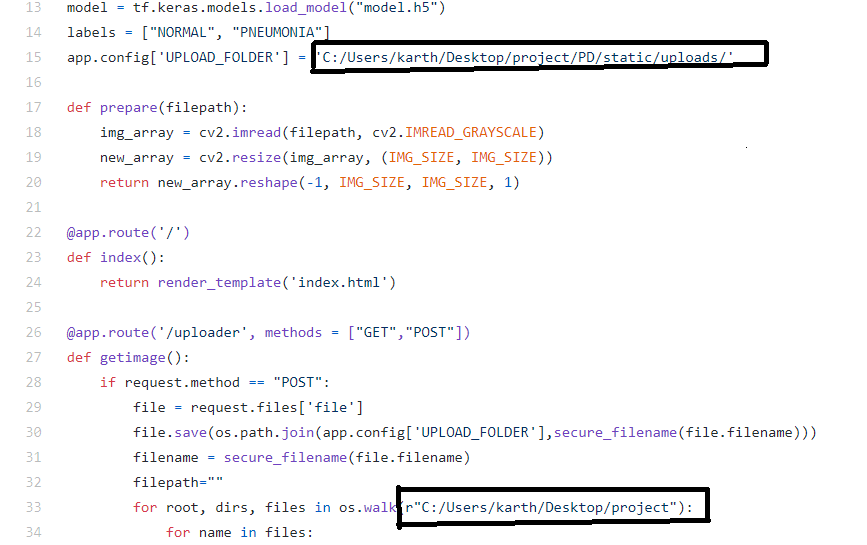 13 model = tf.keras.models.load_model("model.h5")
14 labels = ["NORMAL", "PNEUMONIA"]
15 app.config['UPLOAD_FOLDER'] = 'C:/Users/karth/Desktop/project/PD/static/uploads/'
16
17 def prepare(filepath):
18     img_array = cv2.imread(filepath, cv2.IMREAD_GRAYSCALE)
19     new_array = cv2.resize(img_array, (IMG_SIZE, IMG_SIZE))
20     return new_array.reshape(-1, IMG_SIZE, IMG_SIZE, 1)
21
22 @app.route('/')
23 def index():
24     return render_template('index.html')
25
26 @app.route('/uploader', methods = ["GET","POST"])
27 def getimage():
28     if request.method == "POST":
29         file = request.files['file']
30         file.save(os.path.join(app.config['UPLOAD_FOLDER'],secure_filename(file.filename)))
31         filename = secure_filename(file.filename)
32         filepath=""
33         for root, dirs, files in os.walk(r"C:/Users/karth/Desktop/project"):
34             for name in files: